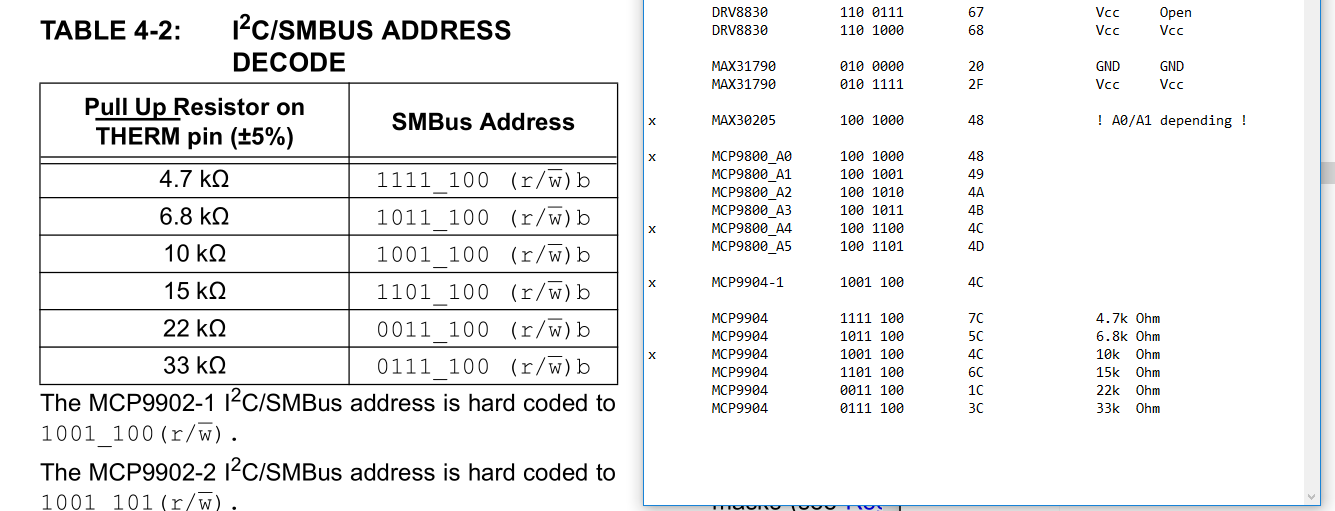 TABLE 4-2: I2C/SMBUS ADDRESS
DECODE
Pull Up Resistor on
THERM pin (±5%)
SMBus Address
4.7 kΩ 1111_100 (r/w̅)b
6.8 kΩ 1011_100 (r/w̅)b
10 kΩ 1001_100 (r/w̅)b
15 kΩ 1101_100 (r/w̅)b
22 kΩ 0011_100 (r/w̅)b
33 kΩ 0111_100 (r/w̅)b
The MCP9902-1 I2C/SMBus address is hard coded to
1001_100(r/w̅).
The MCP9902-2 I2C/SMBus address is hard coded to
1001_101(r/w̅).
DRV8830 110 0111 67 Vcc Open
DRV8830 110 1000 68 Vcc Vcc
MAX31790 010 0000 20 GND GND
MAX31790 010 1111 2F Vcc Vcc
x MAX30205 100 1000 48 ! A0/A1 depending !
x MCP9800_A0 100 1000 48
MCP9800_A1 100 1001 49
MCP9800_A2 100 1010 4A
MCP9800_A3 100 1011 4B
x MCP9800_A4 100 1100 4C
MCP9800_A5 100 1101 4D
x MCP9904-1 1001 100 4C
MCP9904 1111 100 7C 4.7k Ohm
MCP9904 1011 100 5C 6.8k Ohm
x MCP9904 1001 100 4C 10k Ohm
MCP9904 1101 100 6C 15k Ohm
MCP9904 0011 100 1C 22k Ohm
MCP9904 0111 100 3C 33k Ohm